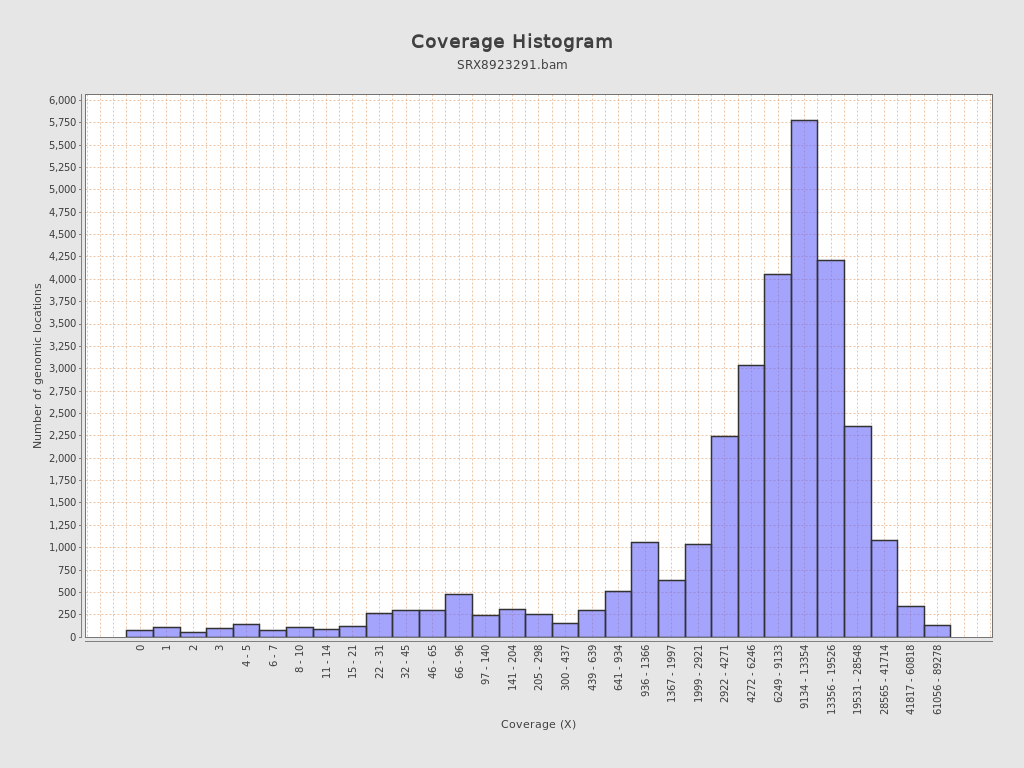 Coverage Histogram
SRX8923291.bam
6,000
5,750
5,500
5,250
5,000
4,750
4,500
4,250
4,000
3,750
3,500
3,250
3,000
2,750
2,500
2,250
2,000
1,750
1,500
1,250
1,000
750
500
250
0
Number of genomic locations
0
1
2
3
4 - 5
6 - 7
8 - 10
11 - 14
15 - 21
22 - 31
32 - 45
46 - 65
66 - 96
97 - 140
141 - 204
205 - 298
300 - 437
439 - 639
641 - 934
936 - 1366
1367 - 1997
1999 - 2921
2922 - 4271
4272 - 6246
6249 - 9133
9134 - 13354
13356 - 19526
19531 - 28548
28565 - 41714
41817 - 60818
61056 - 89278
Coverage (X)